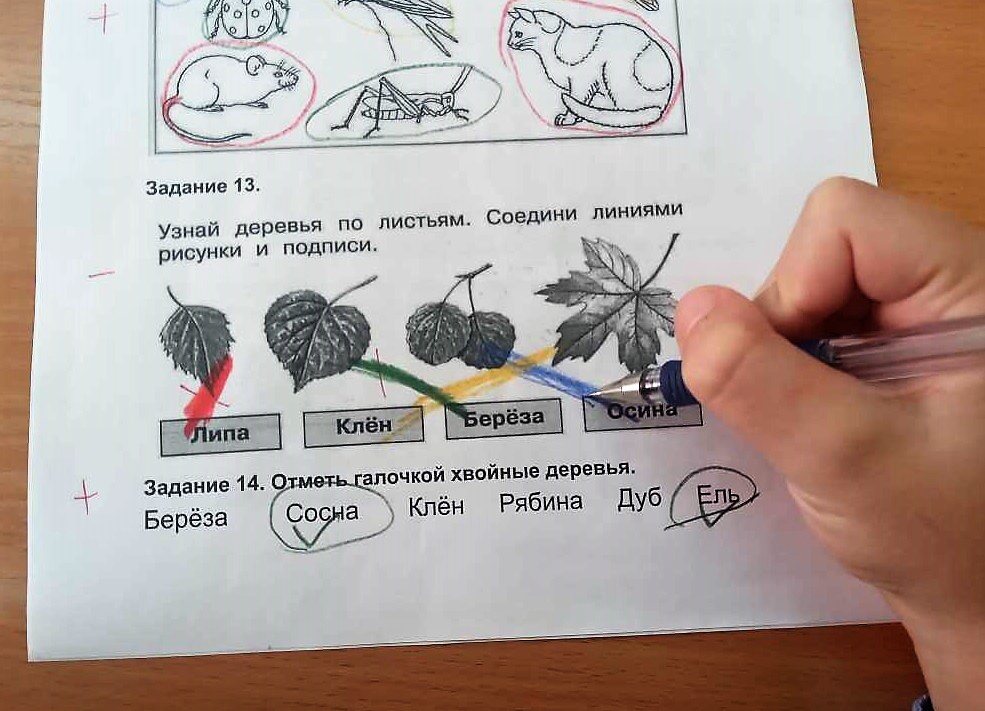 +
Задание 13.
Узнай деревья по листьям. Соедини линиями
рисунки и подписи.
−
Липа Клён Берёза Осина
Задание 14. Отметь галочкой хвойные деревья.
+
Берёза Сосна Клён Рябина Дуб Ель